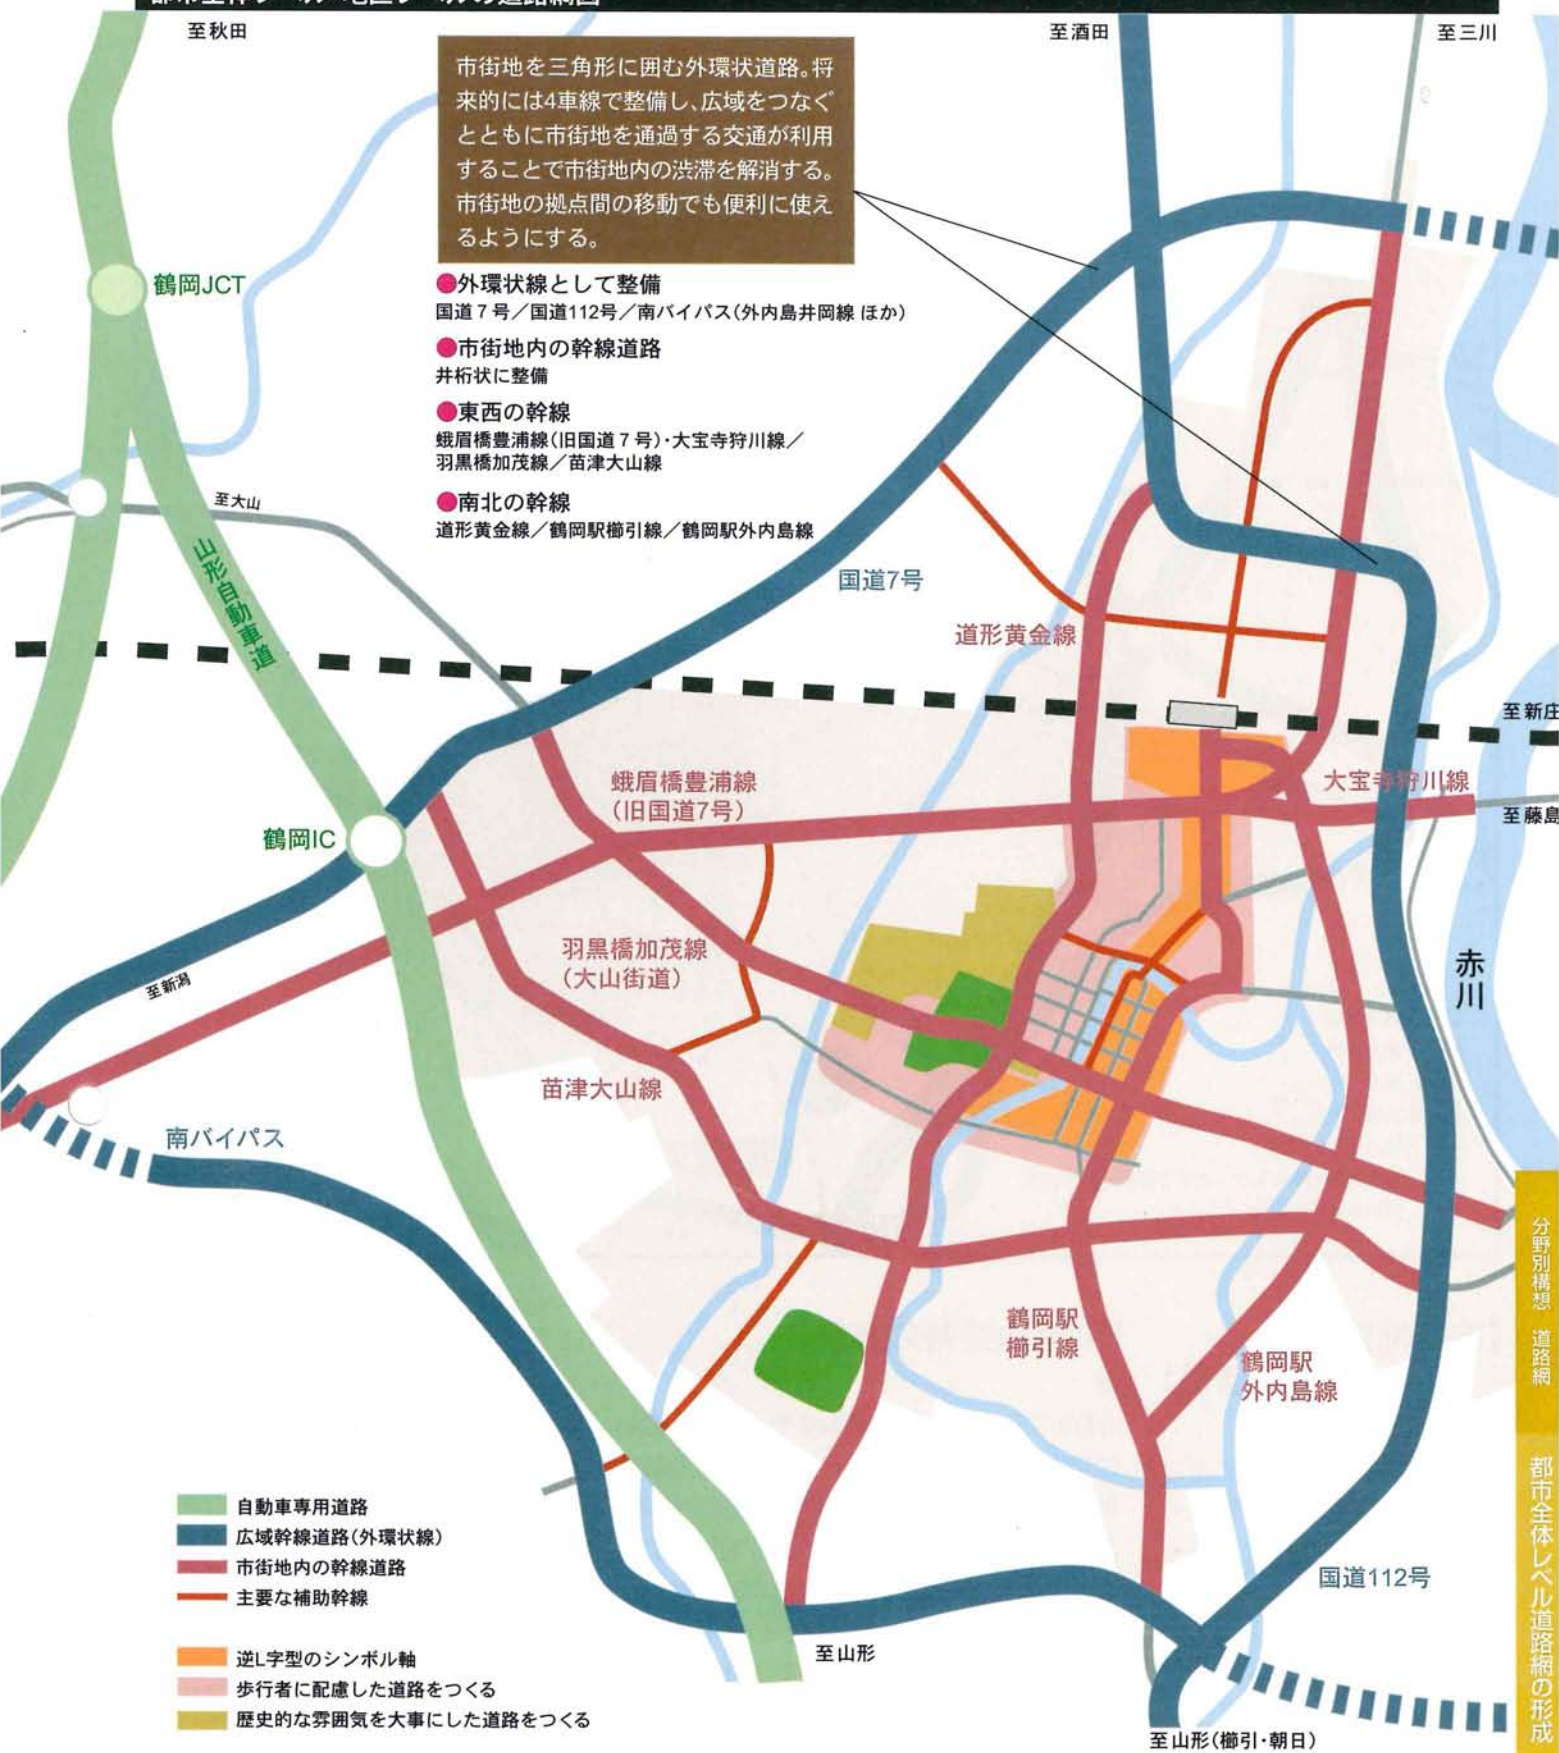 至秋田
至酒田
至三川
市街地を三角形に囲む外環状道路。将
来的には4車線で整備し、広域をつなぐ
とともに市街地を通過する交通が利用
することで市街地内の渋滞を解消する。
市街地の拠点間の移動でも便利に使え
るようにする。
鶴岡JCT
●外環状線として整備
国道7号／国道112号／南バイパス（外内島井岡線 ほか）
●市街地内の幹線道路
井桁状に整備
●東西の幹線
蛾眉橋豊浦線（旧国道7号）・大宝寺狩川線／
羽黒橋加茂線／苗津大山線
●南北の幹線
道形黄金線／鶴岡駅櫛引線／鶴岡駅外内島線
至大山
山形自動車道
国道7号
道形黄金線
至新庄
蛾眉橋豊浦線
（旧国道7号）
大宝寺狩川線
至藤島
鶴岡IC
羽黒橋加茂線
（大山街道）
赤川
至新潟
苗津大山線
南バイパス
鶴岡駅
櫛引線
鶴岡駅
外内島線
分野別構想 道路網
都市全体レベル道路網の形成
自動車専用道路
広域幹線道路（外環状線）
市街地内の幹線道路
主要な補助幹線
国道112号
至山形
逆L字型のシンボル軸
歩行者に配慮した道路をつくる
歴史的な雰囲気を大事にした道路をつくる
至山形（櫛引・朝日）